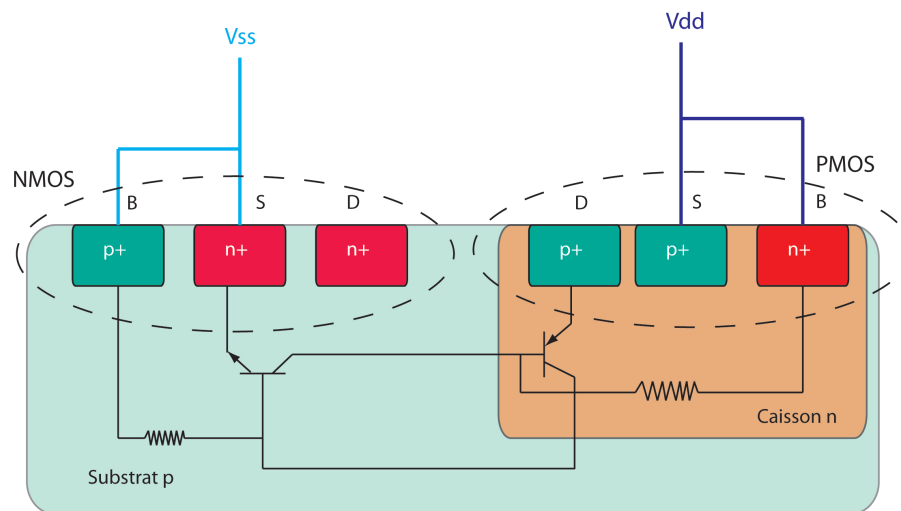 Vss
Vdd
NMOS
PMOS
B
S
D
D
S
B
p+
n+
n+
p+
p+
n+
Caisson n
Substrat p